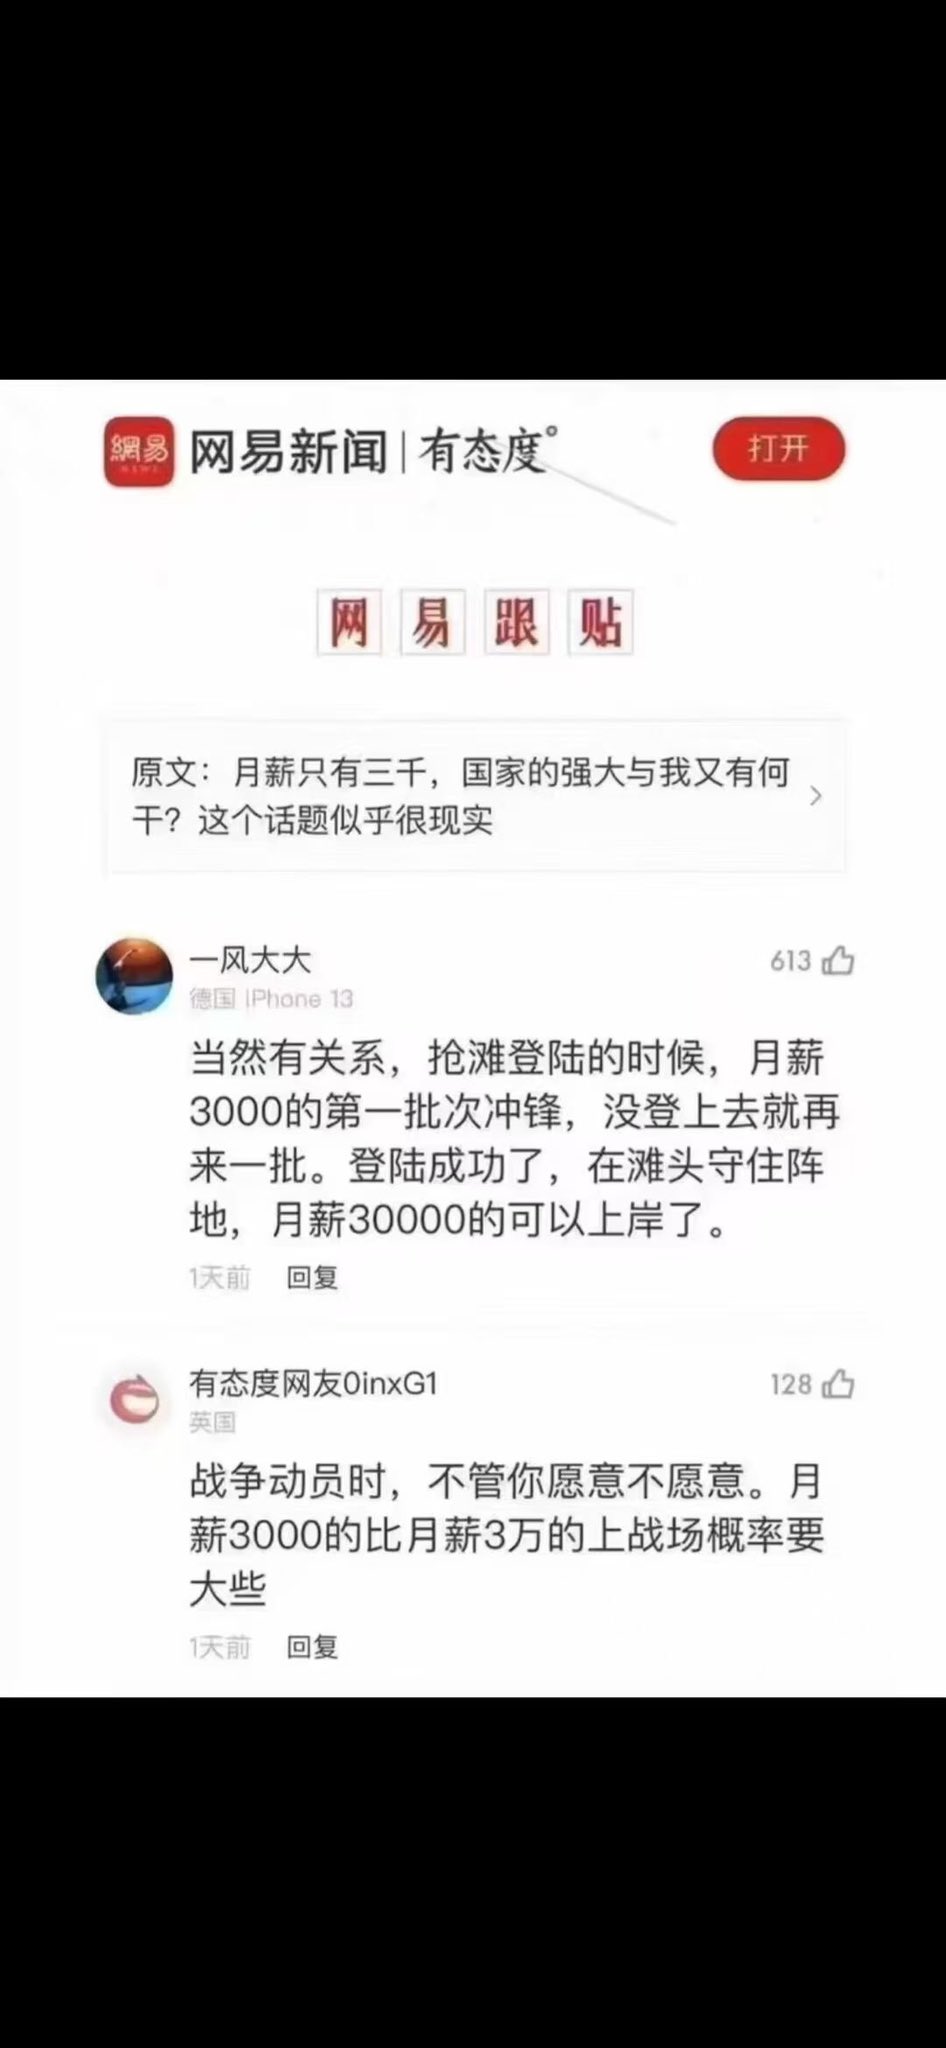 網易
NEWS
网易新闻 | 有态度°
打开
网易跟贴
原文：月薪只有三千，国家的强大与我又有何
干？这个话题似乎很现实
一风大大
613
德国 iPhone 13
当然有关系，抢滩登陆的时候，月薪
3000的第一批次冲锋，没登上去就再
来一批。登陆成功了，在滩头守住阵
地，月薪30000的可以上岸了。
1天前 回复
有态度网友0inxG1
128
英国
战争动员时，不管你愿意不愿意。月
薪3000的比月薪3万的上战场概率要
大些
1天前 回复